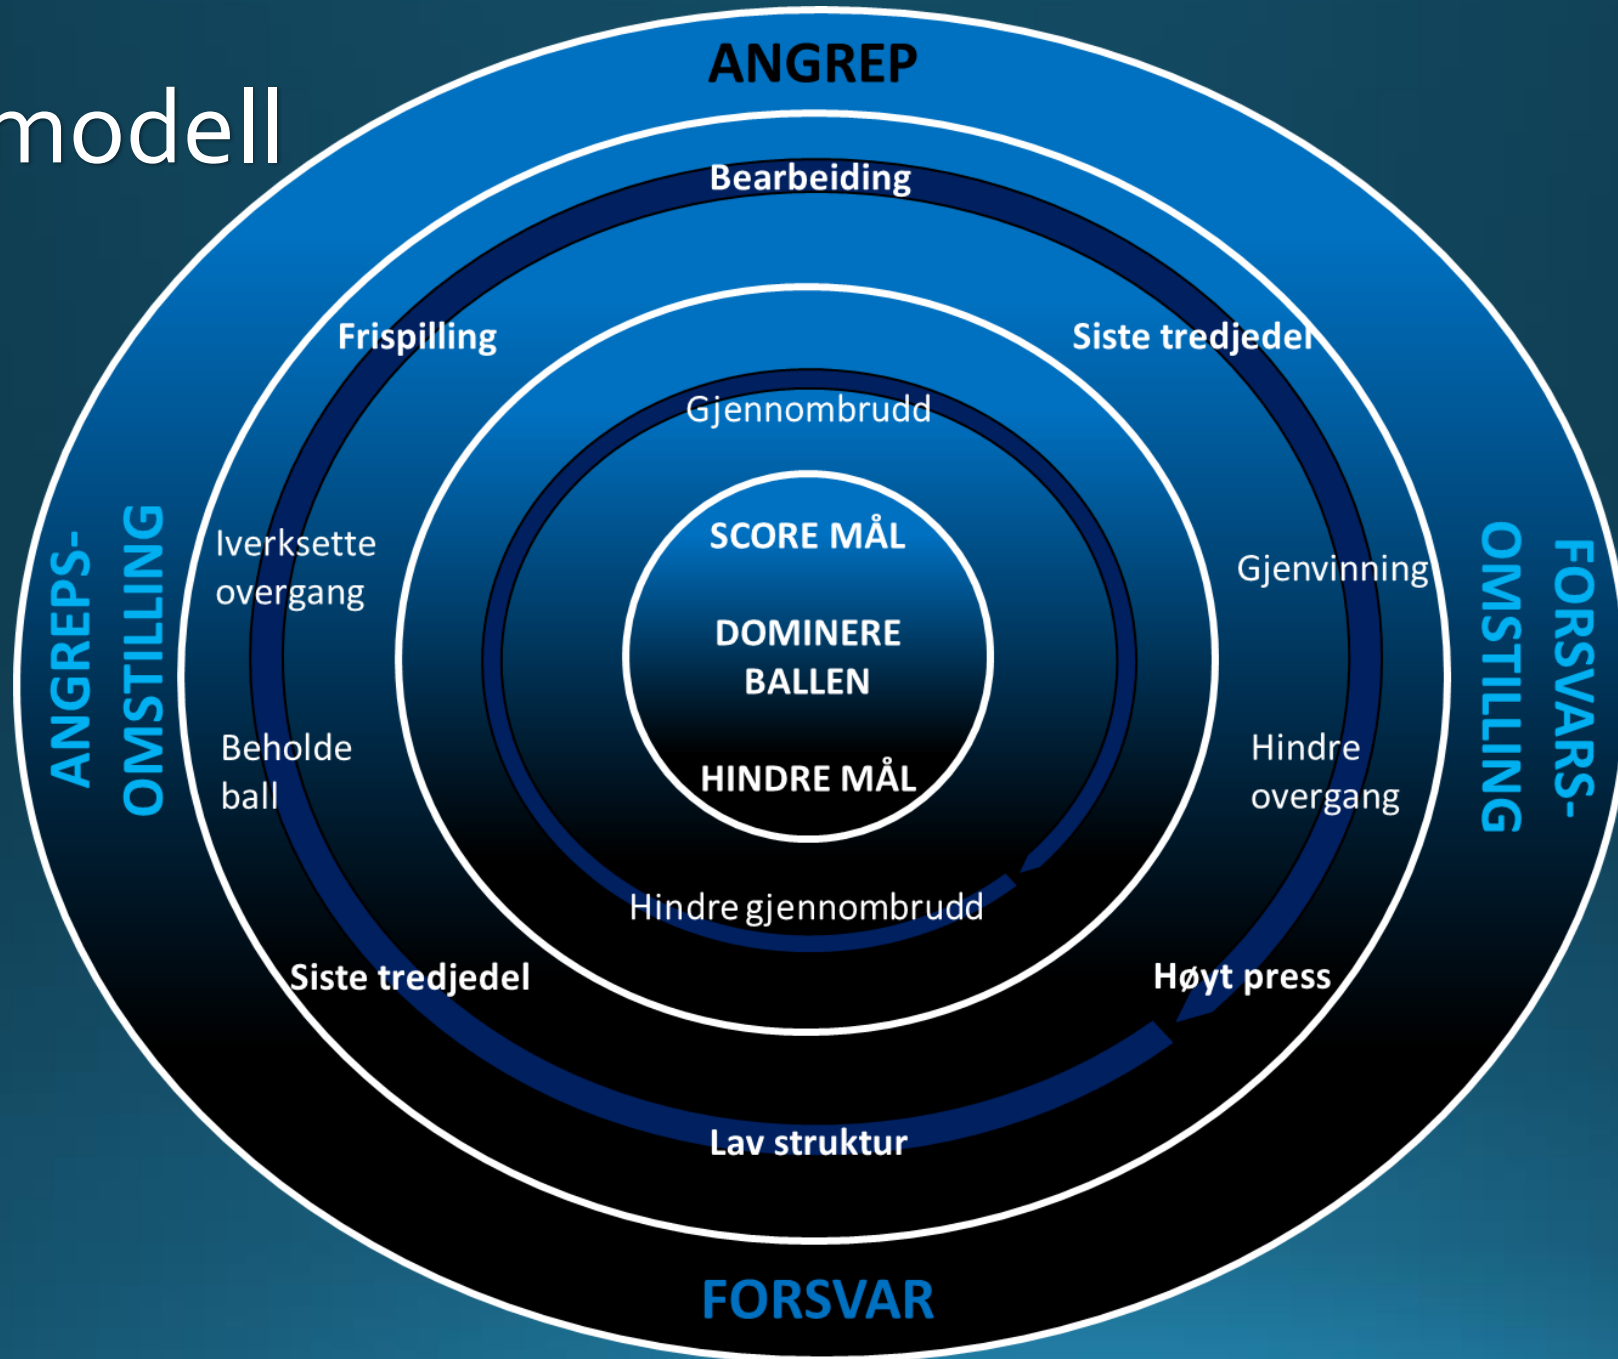 ANGREP
modell
Bearbeiding
Frispilling
Siste tredjedel
Gjennombrudd
ANGREPS-
OMSTILLING
Iverksette
overgang
SCORE MÅL
DOMINERE
BALLEN
HINDRE MÅL
Gjenvinning
FORSVARS-
OMSTILLING
Beholde
ball
Hindre
overgang
Hindre gjennombrudd
Siste tredjedel
Høyt press
Lav struktur
FORSVAR